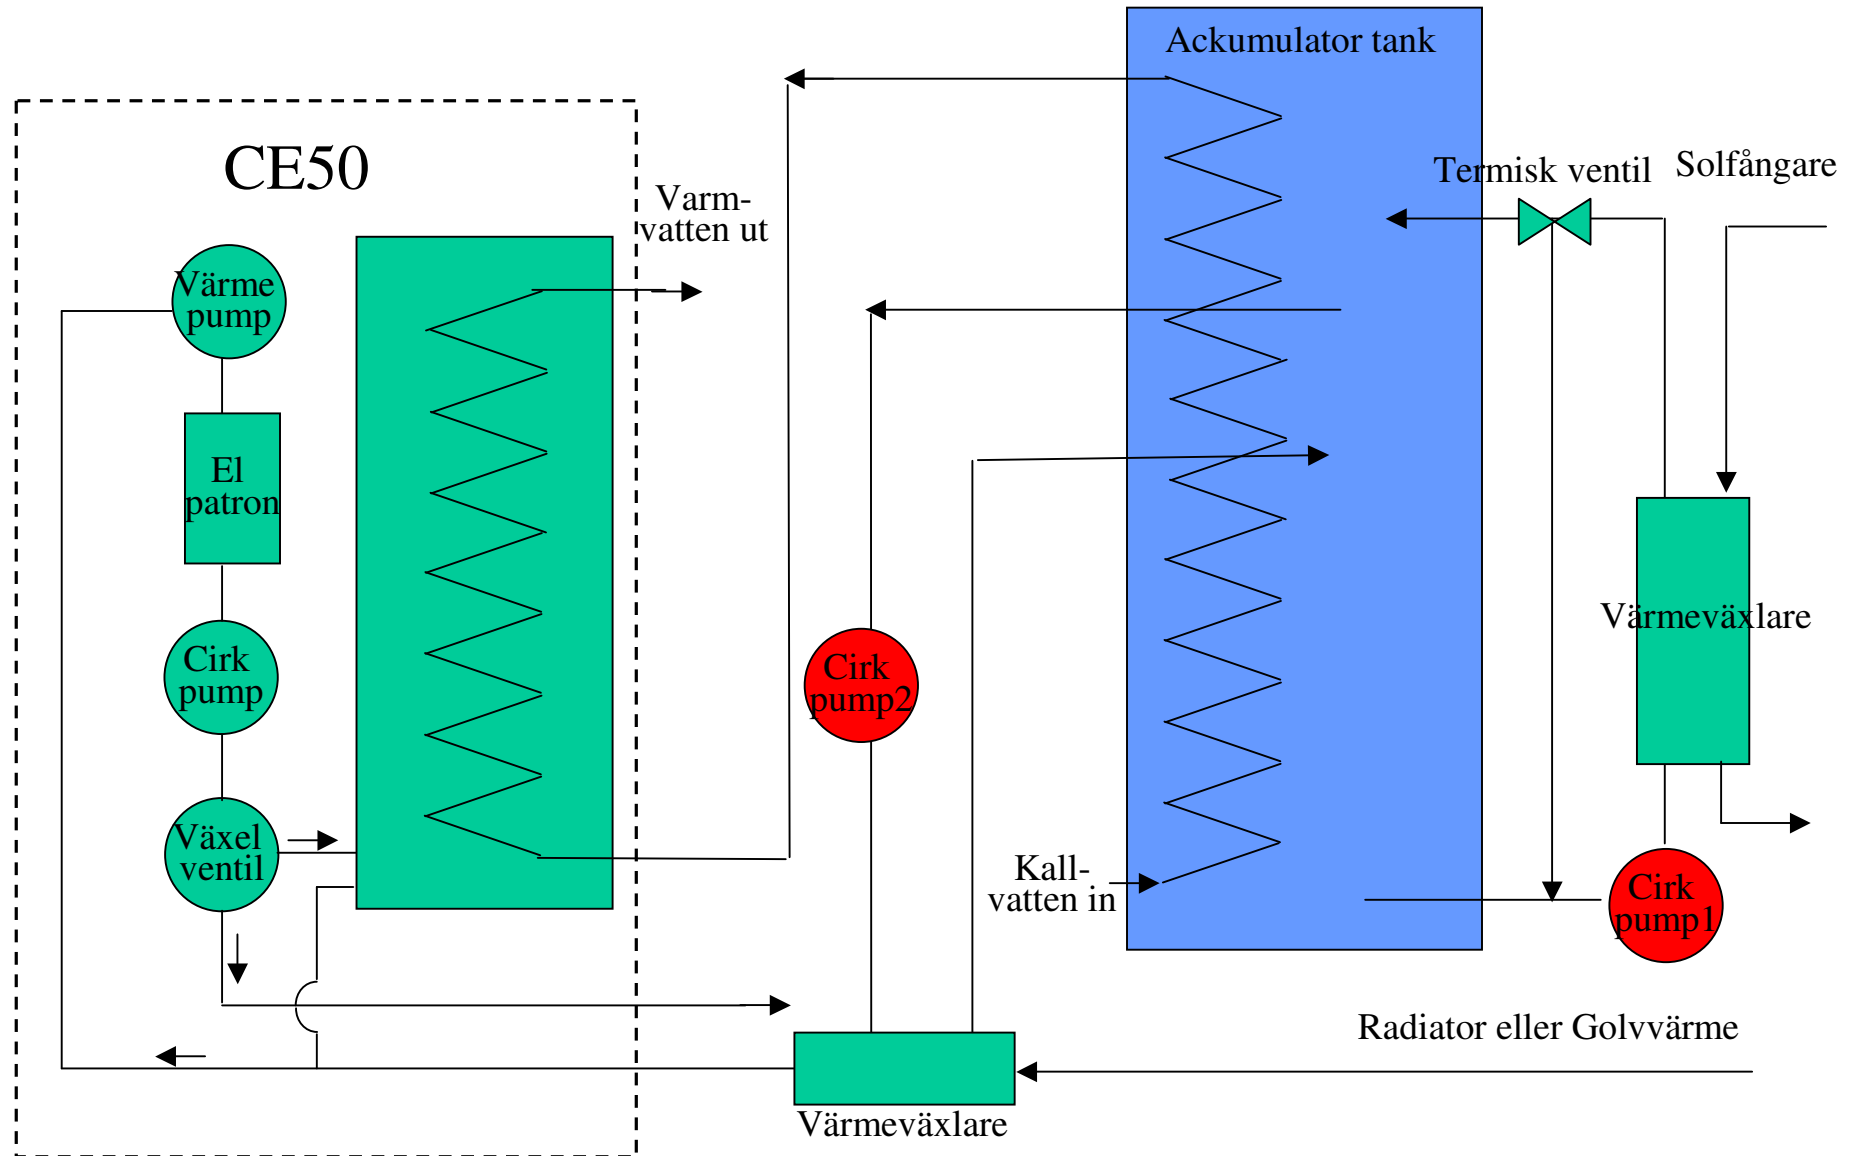 Ackumulator tank
CE50
Termisk ventil
Solfångare
Varm-
vatten ut
Värme
pump
El
patron
Värmeväxlare
Cirk
pump
Cirk
pump2
Växel
ventil
Kall-
vatten in
Cirk
pump1
Radiator eller Golvvärme
Värmeväxlare